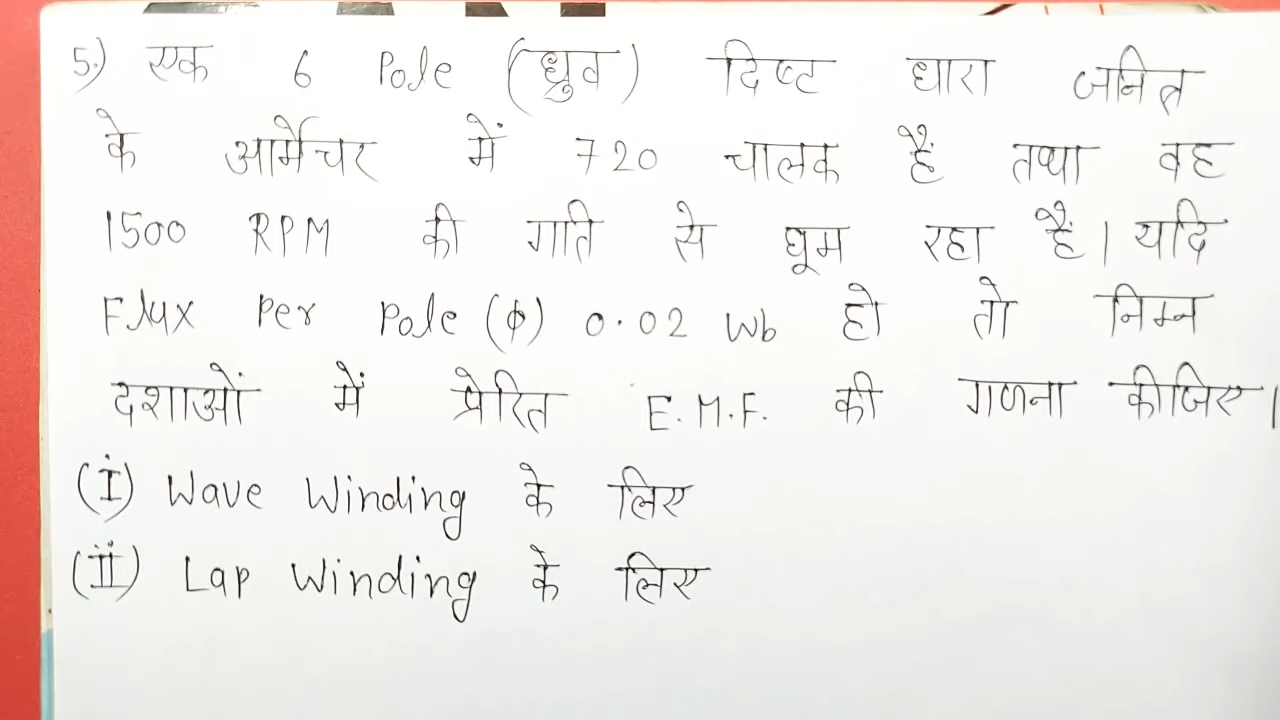 5.) एक 6 Pole (ध्रुव) दिष्ट धारा जनित्र
के आर्मेचर में 720 चालक हैं तथा वह
1500 RPM की गति से घूम रहा हैं। यदि
Flux Per Pole (Φ) 0.02 Wb हो तो निम्न
दशाओं में प्रेरित E.M.F. की गणना कीजिए।
(i) Wave Winding के लिए
(ii) Lap Winding के लिए